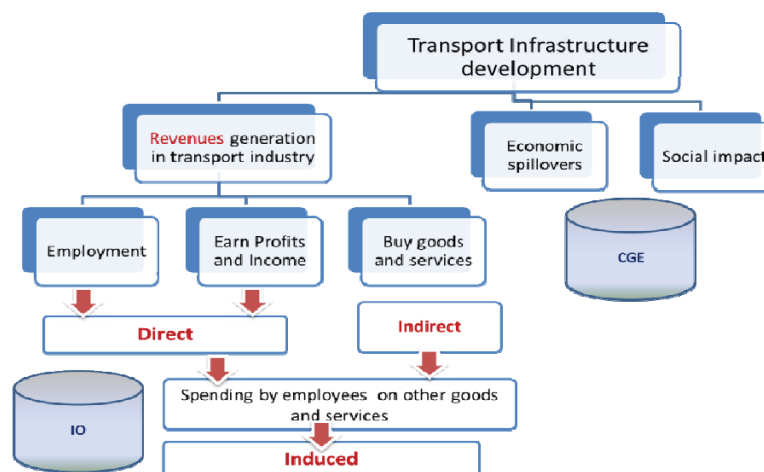 Transport Infrastructure
development
Revenues generation
in transport industry
Economic
spillovers
Social impact
Employment
Earn Profits
and Income
Buy goods
and services
CGE
Direct
Indirect
Spending by employees on other goods
and services
IO
Induced